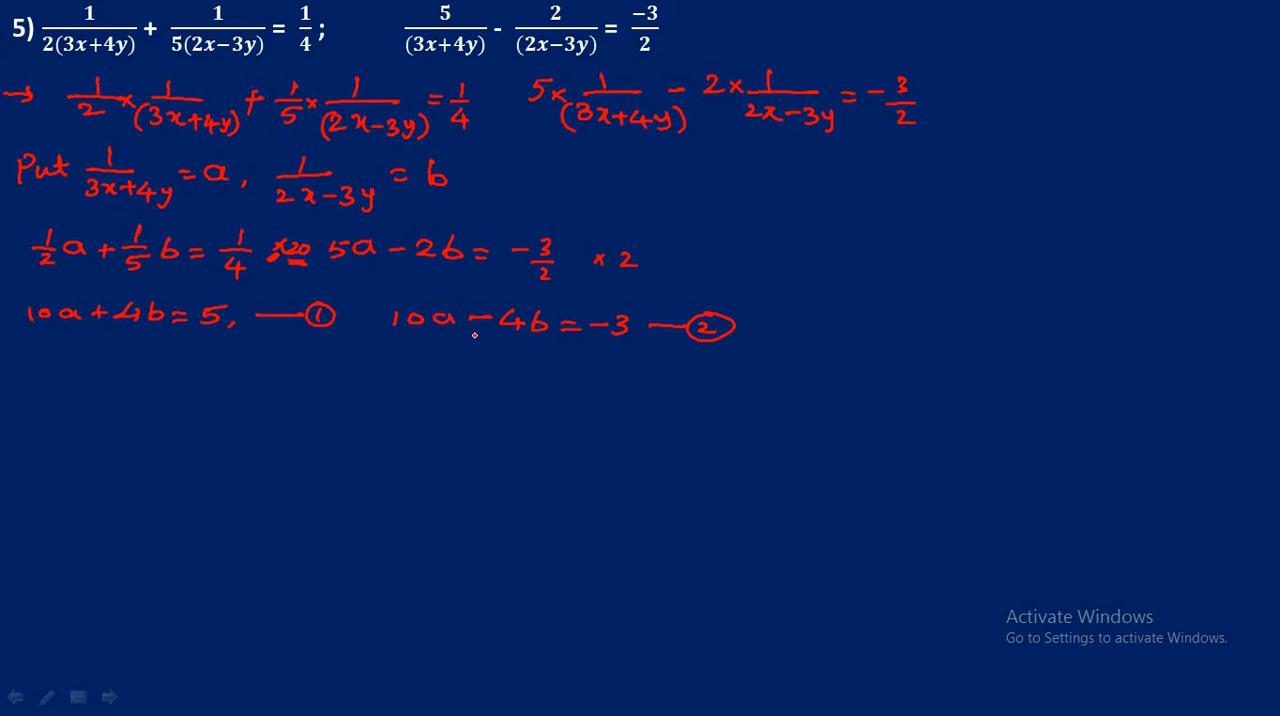 5) 1/2(3x+4y) + 1/5(2x−3y) = 1/4 ; 5/(3x+4y) - 2/(2x−3y) = −3/2
→ 1/2 × 1/(3x+4y) + 1/5 × 1/(2x−3y) = 1/4 5 × 1/(3x+4y) − 2 × 1/2x−3y = −3/2
Put 1/3x+4y = a, 1/2x−3y = b
1/2 a + 1/5 b = 1/4 ×20 5a − 2b = −3/2 × 2
10a + 4b = 5, — ① 10a − 4b = −3 — ②
Activate Windows
Go to Settings to activate Windows.